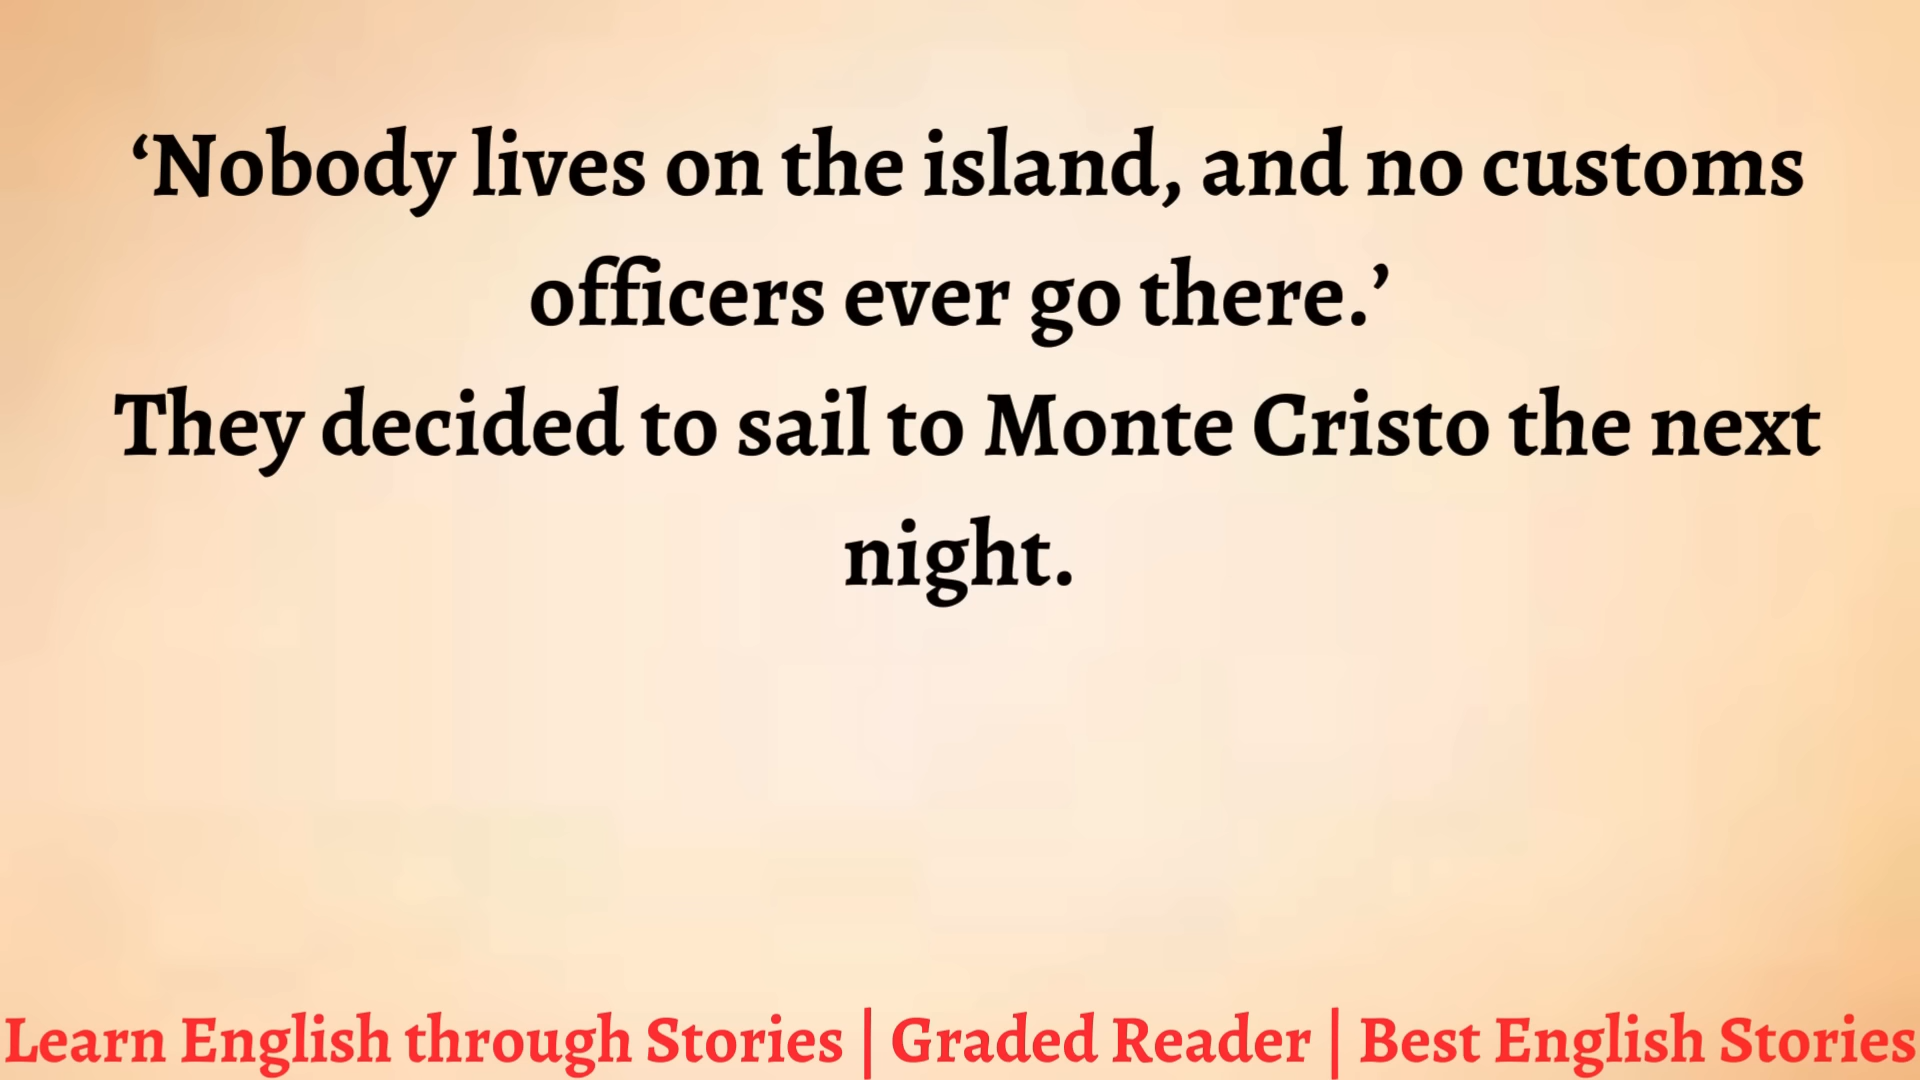 ‘Nobody lives on the island, and no customs
officers ever go there.’
They decided to sail to Monte Cristo the next
night.
Learn English through Stories | Graded Reader | Best English Stories